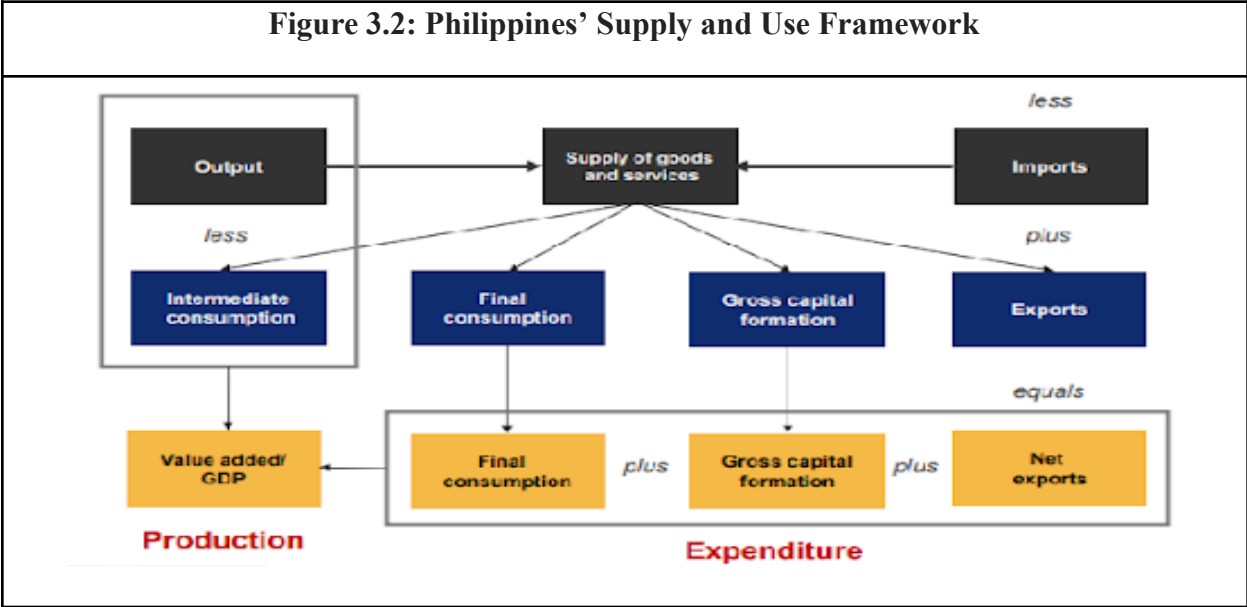 Figure 3.2: Philippines’ Supply and Use Framework
less
Output
Supply of goods
and services
Imports
less
plus
Intermediate
consumption
Final
consumption
Gross capital
formation
Exports
equals
Value added/
GDP
Final
consumption
plus
Gross capital
formation
plus
Net
exports
Production
Expenditure